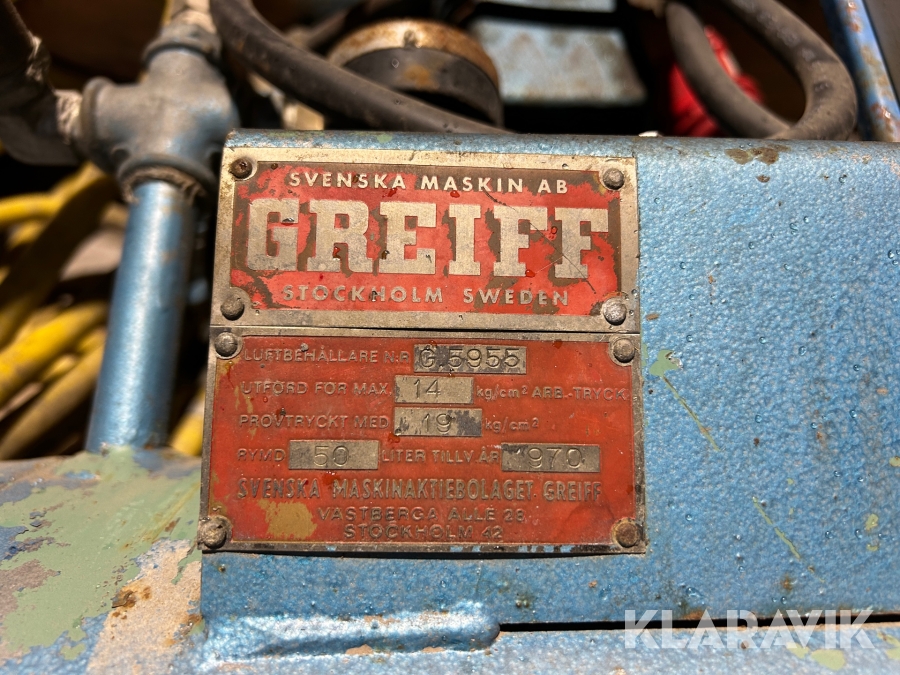 SVENSKA MASKIN AB
GREIFF
STOCKHOLM SWEDEN
LUFTBEHÅLLARE N:R G 5955
UTFÖRD FÖR MAX. 14 kg/cm² ARB.-TRYCK
PROVTRYCKT MED 19 kg/cm²
RYMD 50 LITER TILLV.ÅR 1970
SVENSKA MASKINAKTIEBOLAGET GREIFF
VÄSTBERGA ALLÉ 28
STOCKHOLM 42
KLARAVIK